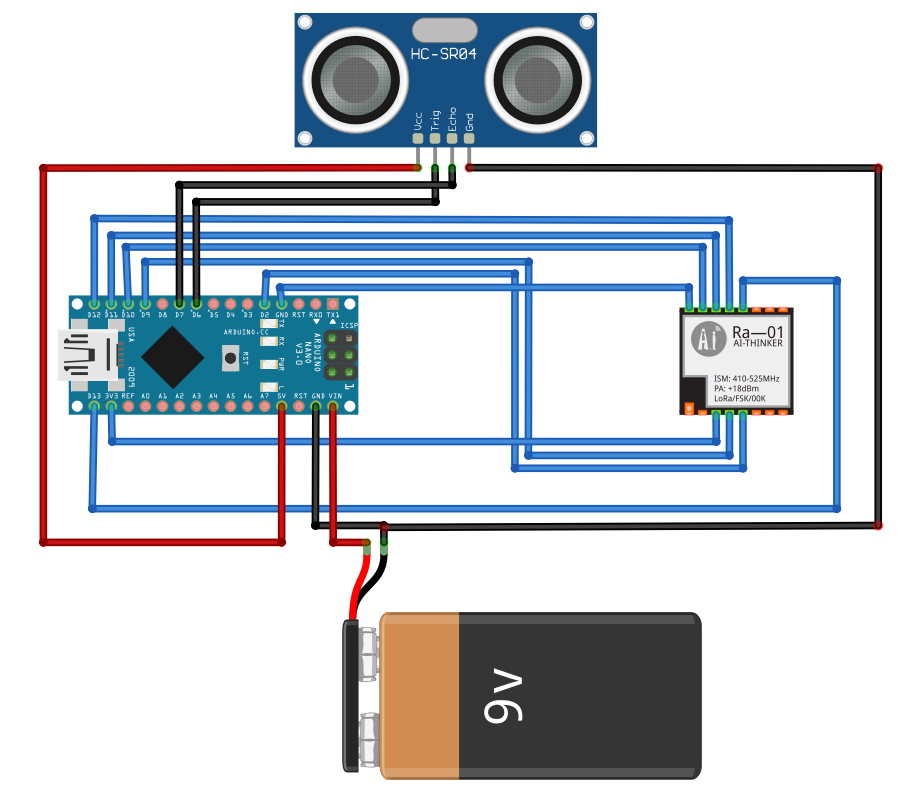 HC-SR04
Vcc
Trig
Echo
Gnd
D12 D11 D10 D9 D8 D7 D6 D5 D4 D3 D2 GND RST RX0 TX1
TX
RX
PWR
L
ARDUINO.CC
RST
ARDUINO
NANO
V3.0
ICSP
1
USA
2009
D13 3V3 REF A0 A1 A2 A3 A4 A5 A6 A7 5V RST GND VIN
Ai
Ra—01
AI-THINKER
ISM: 410-525MHz
PA: +18dBm
LoRa/FSK/00K
9v